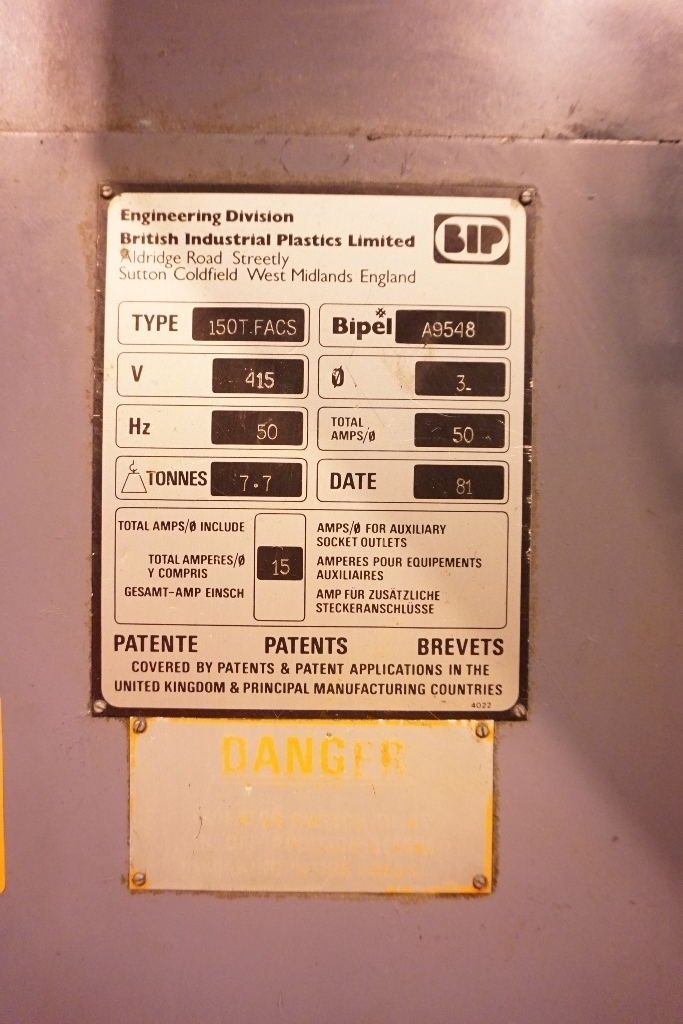 Engineering Division
British Industrial Plastics Limited
Aldridge Road Streetly
Sutton Coldfield West Midlands England
BIP
TYPE 150T.FACS
Bipel A9548
V 415
Ø 3-
Hz 50
TOTAL AMPS/Ø 50
TONNES 7.7
DATE 81
TOTAL AMPS/Ø INCLUDE
TOTAL AMPERES/Ø
Y COMPRIS
GESAMT-AMP EINSCH
15
AMPS/Ø FOR AUXILIARY
SOCKET OUTLETS
AMPERES POUR EQUIPEMENTS
AUXILIAIRES
AMP FÜR ZUSÄTZLICHE
STECKERANSCHLÜSSE
PATENTE PATENTS BREVETS
COVERED BY PATENTS & PATENT APPLICATIONS IN THE
UNITED KINGDOM & PRINCIPAL MANUFACTURING COUNTRIES
4022
DANGER